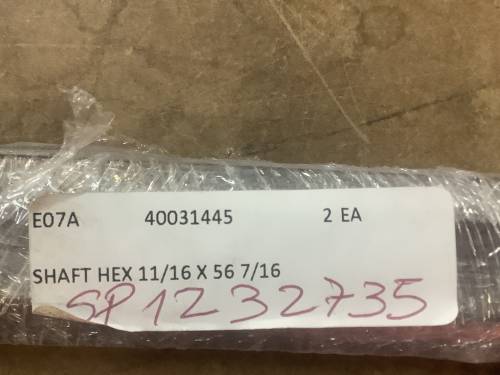 E07A 40031445 2 EA
SHAFT HEX 11/16 X 56 7/16
SP1232735